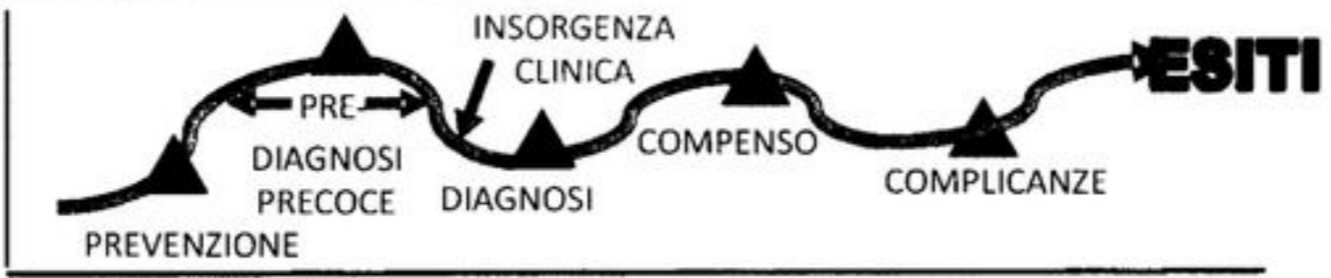 INSORGENZA
CLINICA
PRE-
DIAGNOSI
PRECOCE
PREVENZIONE
DIAGNOSI
COMPENSO
COMPLICANZE
ESITI